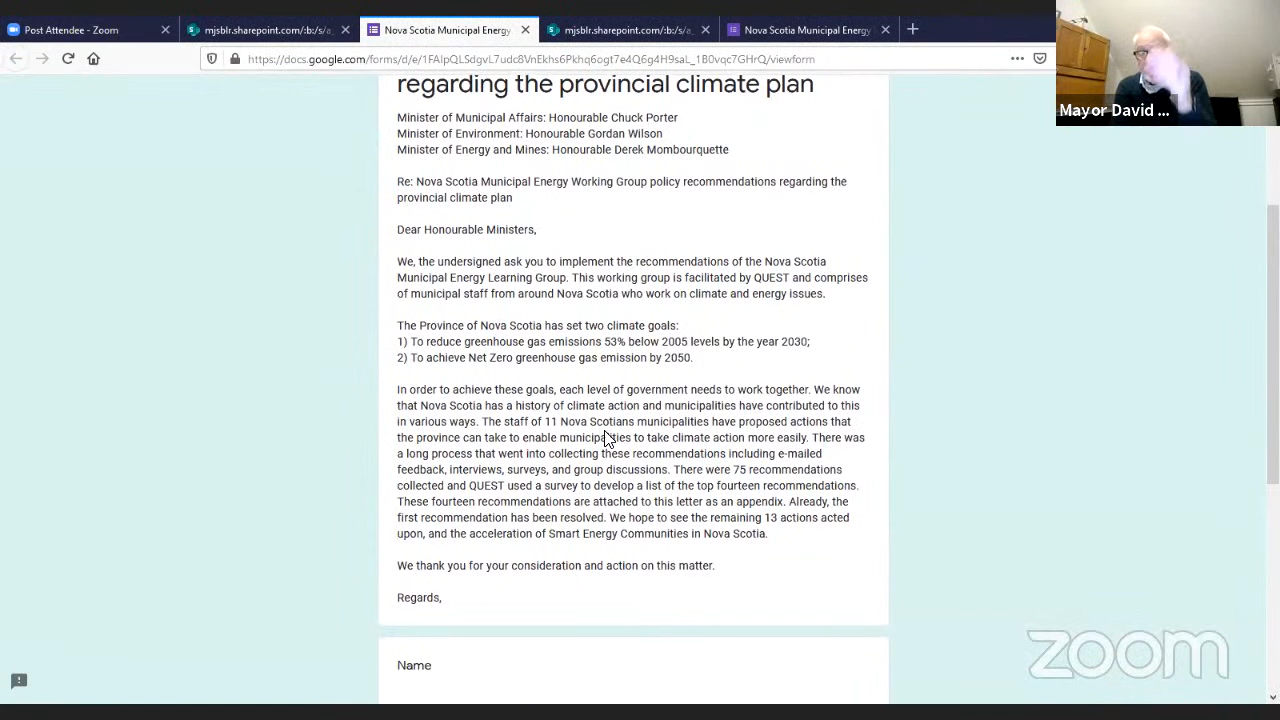 Post Attendee - Zoom
mjsblr.sharepoint.com/:b:/s/a
Nova Scotia Municipal Energy
mjsblr.sharepoint.com/:b:/s/a
Nova Scotia Municipal Energy
https://docs.google.com/forms/d/e/1FAIpQLSdgvL7udc8VnEkhs6Pkhq6ogt7e4Q6g4H9saL_1B0vqc7GHrQ/viewform
Mayor David ...
regarding the provincial climate plan
Minister of Municipal Affairs: Honourable Chuck Porter
Minister of Environment: Honourable Gordan Wilson
Minister of Energy and Mines: Honourable Derek Mombourquette
Re: Nova Scotia Municipal Energy Working Group policy recommendations regarding the
provincial climate plan
Dear Honourable Ministers,
We, the undersigned ask you to implement the recommendations of the Nova Scotia
Municipal Energy Learning Group. This working group is facilitated by QUEST and comprises
of municipal staff from around Nova Scotia who work on climate and energy issues.
The Province of Nova Scotia has set two climate goals:
1) To reduce greenhouse gas emissions 53% below 2005 levels by the year 2030;
2) To achieve Net Zero greenhouse gas emission by 2050.
In order to achieve these goals, each level of government needs to work together. We know
that Nova Scotia has a history of climate action and municipalities have contributed to this
in various ways. The staff of 11 Nova Scotians municipalities have proposed actions that
the province can take to enable municipalities to take climate action more easily. There was
a long process that went into collecting these recommendations including e-mailed
feedback, interviews, surveys, and group discussions. There were 75 recommendations
collected and QUEST used a survey to develop a list of the top fourteen recommendations.
These fourteen recommendations are attached to this letter as an appendix. Already, the
first recommendation has been resolved. We hope to see the remaining 13 actions acted
upon, and the acceleration of Smart Energy Communities in Nova Scotia.
We thank you for your consideration and action on this matter.
Regards,
Name
zoom